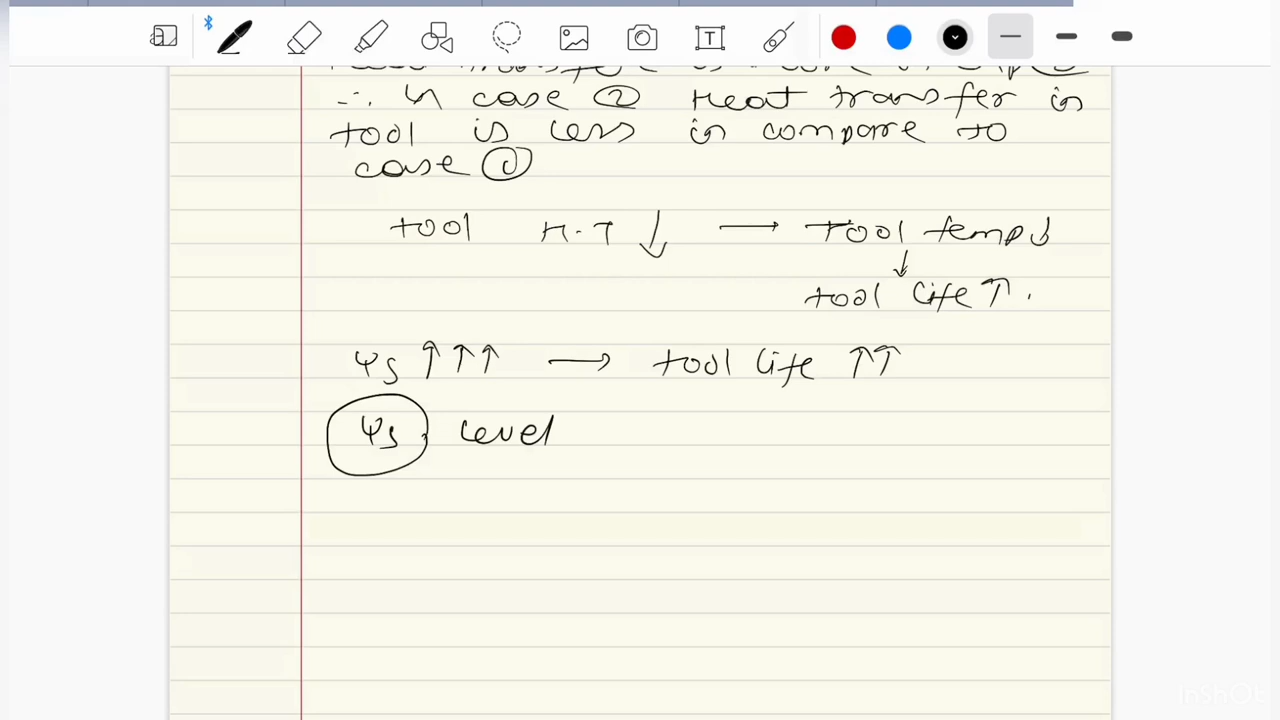 ∴ in case ② Heat transfer in
tool is less in compare to
case ①
tool H.T ↓ → Tool temp ↓
↓
tool life ↑.
ψs ↑↑↑ → tool life ↑↑
ψs. Level
InShOt